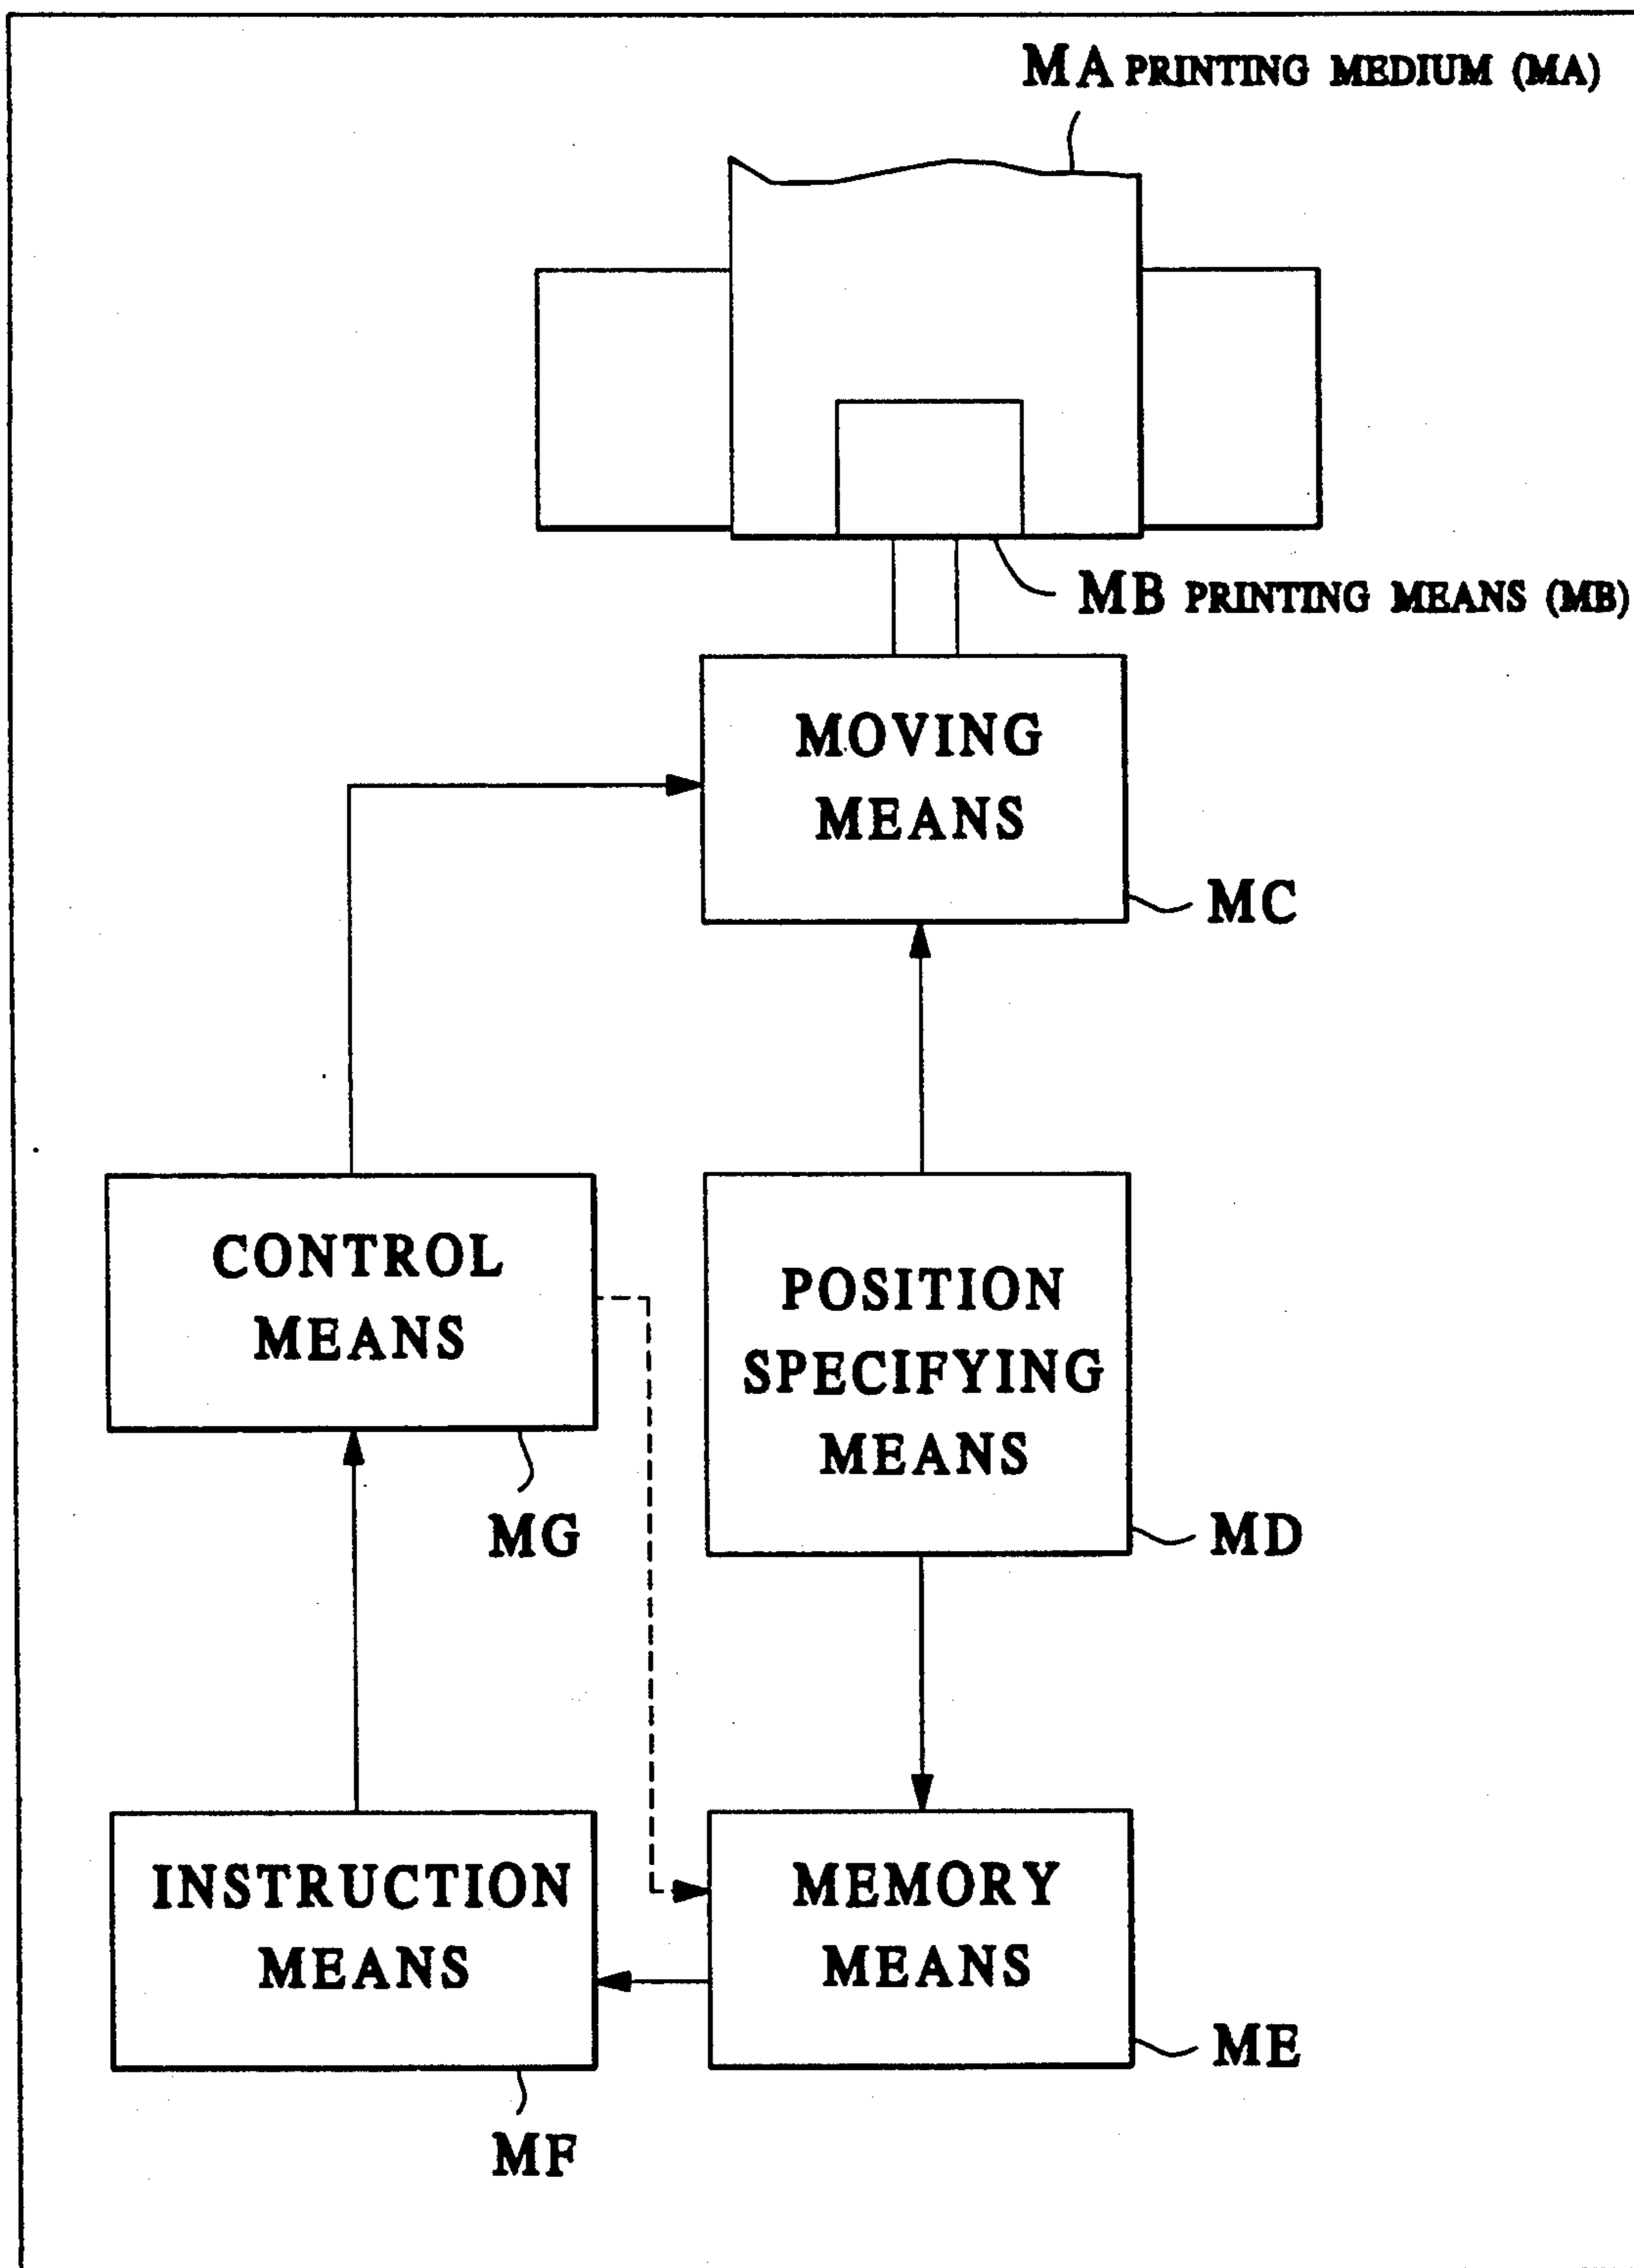 MA PRINTING MEDIUM (MA)
MB PRINTING MEANS (MB)
MOVING
MEANS
MC
CONTROL
MEANS
MG
POSITION
SPECIFYING
MEANS
MD
INSTRUCTION
MEANS
MF
MEMORY
MEANS
ME